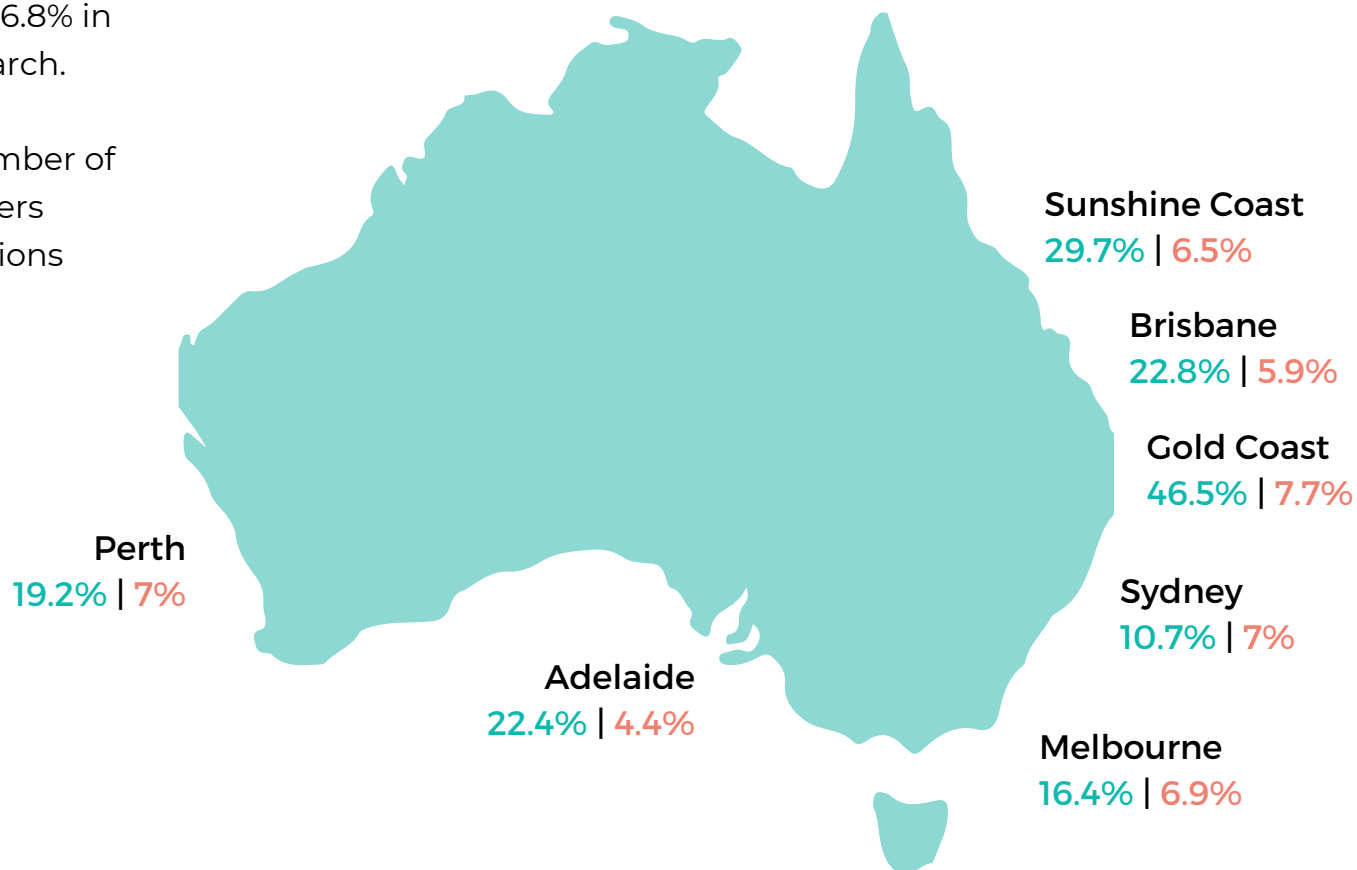 6.8% in
arch.
mber of
ers
ions
Sunshine Coast
29.7% | 6.5%
Brisbane
22.8% | 5.9%
Gold Coast
46.5% | 7.7%
Perth
19.2% | 7%
Sydney
10.7% | 7%
Adelaide
22.4% | 4.4%
Melbourne
16.4% | 6.9%